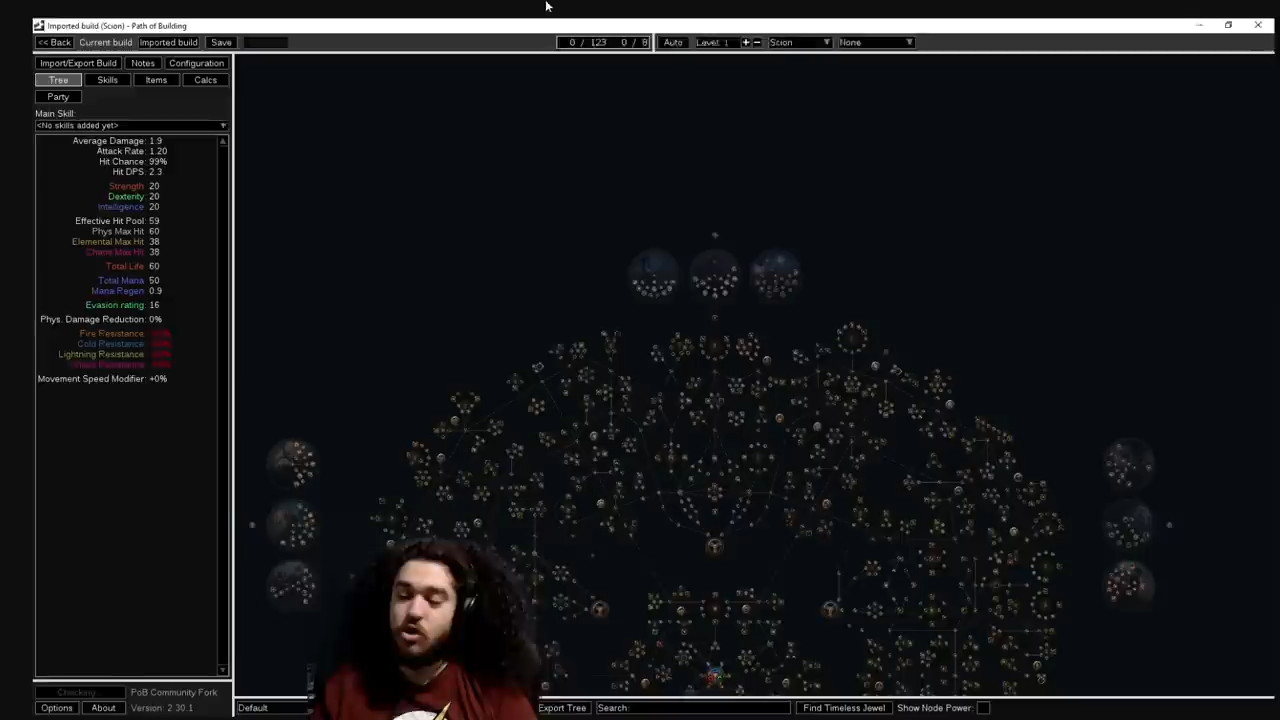 Imported build (Scion) - Path of Building
<< Back Current build Imported build Save 0 / 123 0 / 8 Auto Level: 1 + - Scion None
Import/Export Build Notes Configuration
Tree Skills Items Calcs
Party
Main Skill:
<No skills added yet>
Average Damage: 1.9
Attack Rate: 1.20
Hit Chance: 99%
Hit DPS: 2.3
Strength: 20
Dexterity: 20
Intelligence: 20
Effective Hit Pool: 59
Phys Max Hit: 60
Elemental Max Hit: 38
Chaos Max Hit: 38
Total Life: 60
Total Mana: 50
Mana Regen: 0.9
Evasion rating: 16
Phys. Damage Reduction: 0%
Fire Resistance:
Cold Resistance:
Lightning Resistance:
Chaos Resistance:
Movement Speed Modifier: +0%
Checking... PoB Community Fork
Options About Version: 2.30.1
Default Export Tree Search: Find Timeless Jewel Show Node Power: